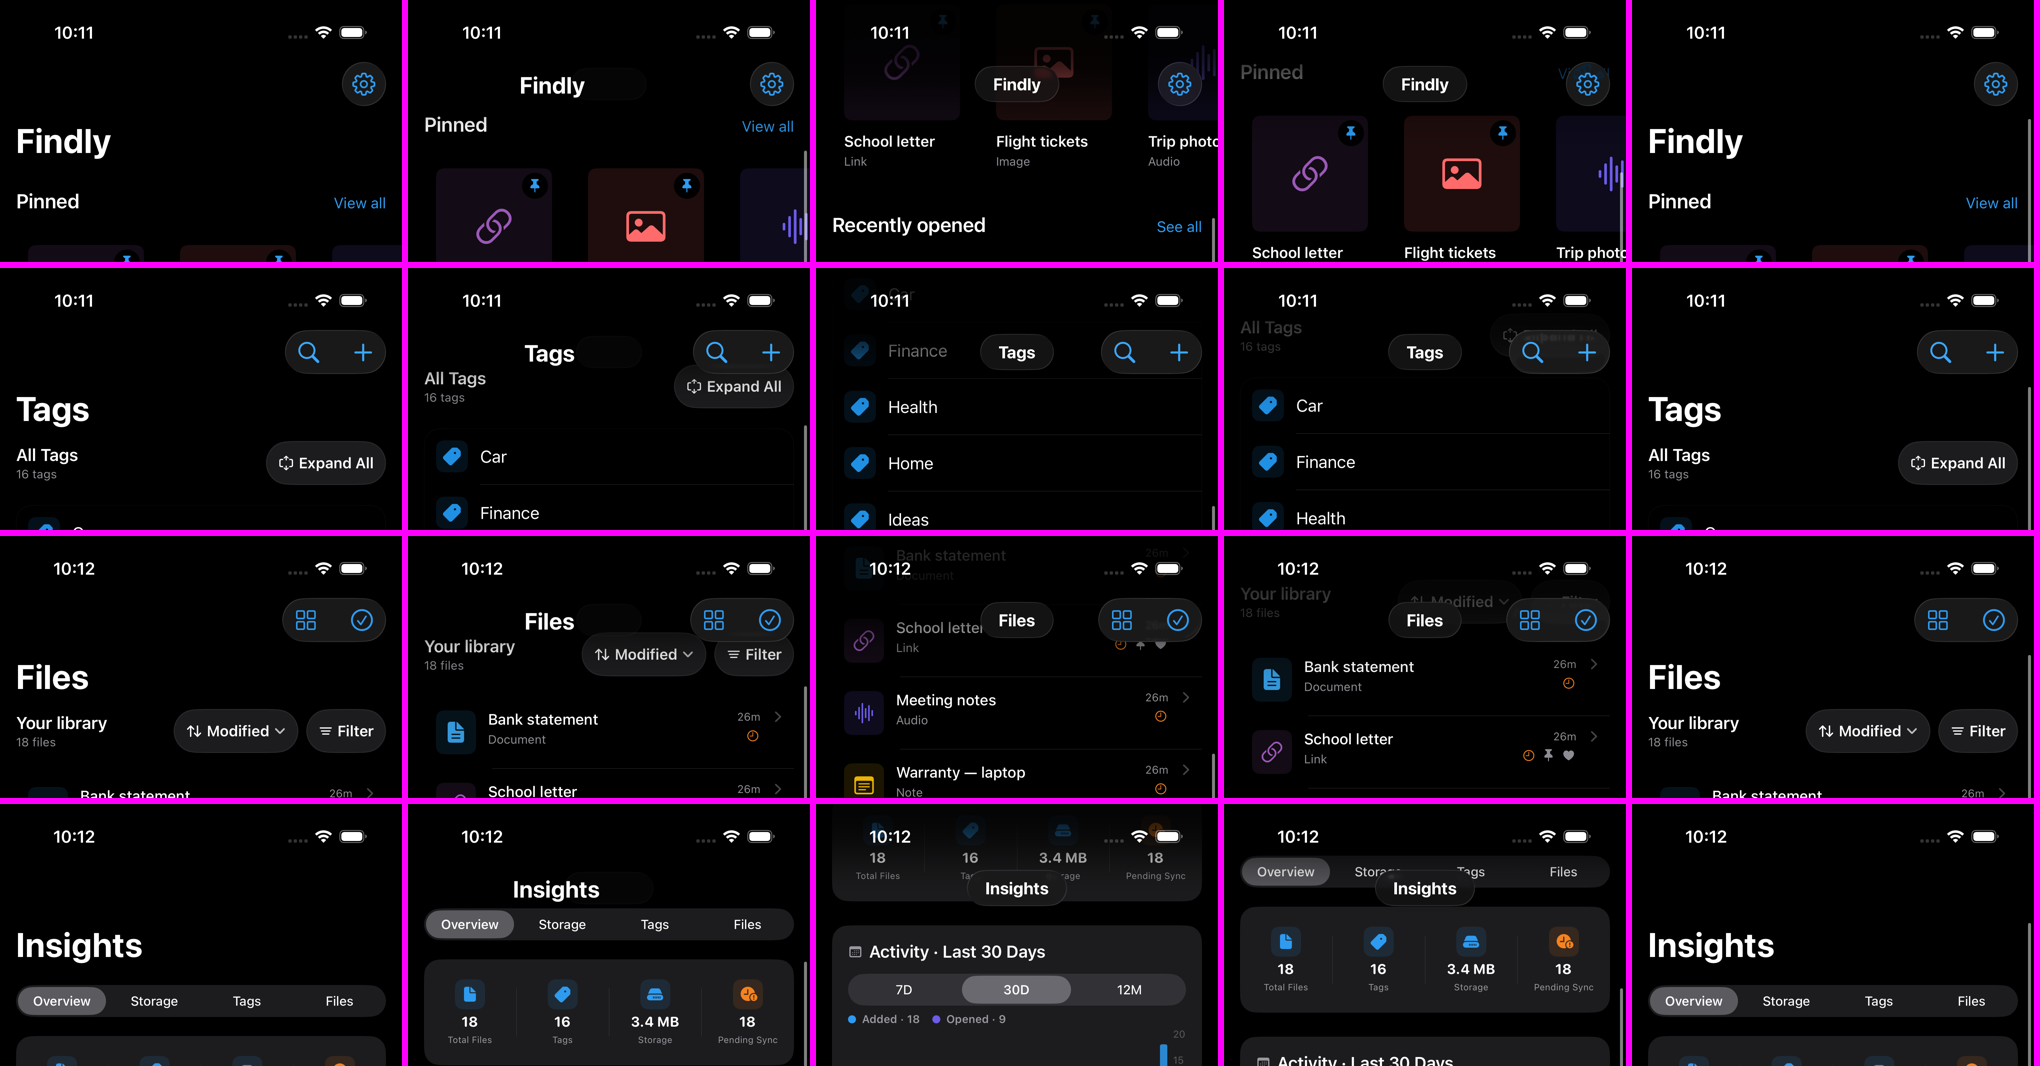 10:11
Findly
Pinned
View all
10:11
Findly
Pinned
View all
10:11
Findly
School letter
Flight tickets
Trip photo
Link
Image
Audio
Recently opened
See all
10:11
Pinned
Findly
School letter
Flight tickets
Trip photo
10:11
Findly
Pinned
View all
10:11
Tags
All Tags
16 tags
Expand All
10:11
Tags
All Tags
16 tags
Expand All
Car
Finance
10:11
Car
Finance
Tags
Health
Home
Ideas
10:11
All Tags
16 tags
Tags
Car
Finance
Health
10:11
Tags
All Tags
16 tags
Expand All
10:12
Files
Your library
18 files
Modified
Filter
Bank statement
26m
10:12
Files
Your library
18 files
Modified
Filter
Bank statement
Document
26m
School letter
26m
10:12
Bank statement
Document
26m
Files
School letter
Link
Meeting notes
Audio
26m
Warranty — laptop
Note
26m
10:12
Your library
18 files
Modified
Files
Bank statement
Document
26m
School letter
Link
26m
10:12
Files
Your library
18 files
Modified
Filter
Bank statement
26m
10:12
Insights
Overview
Storage
Tags
Files
10:12
Insights
Overview
Storage
Tags
Files
18
16
3.4 MB
18
Total Files
Tags
Storage
Pending Sync
10:12
18
16
3.4 MB
18
Total Files
Pending Sync
Insights
Activity · Last 30 Days
7D
30D
12M
Added · 18
Opened · 9
20
15
10:12
Overview
Storage
Tags
Files
Insights
18
16
3.4 MB
18
Total Files
Tags
Storage
Pending Sync
Activity · Last 30 Days
10:12
Insights
Overview
Storage
Tags
Files